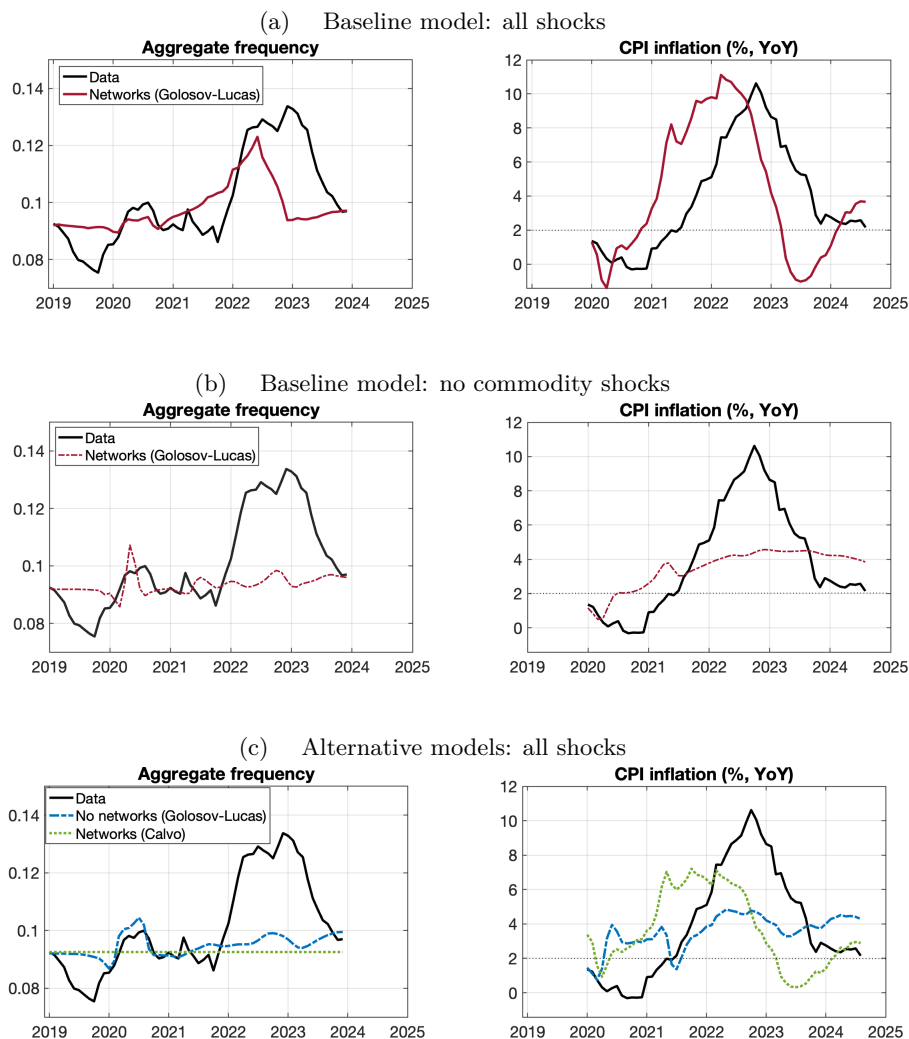 (a) Baseline model: all shocks
Aggregate frequency
Data
Networks (Golosov-Lucas)
0.14
0.12
0.1
0.08
2019 2020 2021 2022 2023 2024 2025
CPI inflation (%, YoY)
12
10
8
6
4
2
0
2019 2020 2021 2022 2023 2024 2025
(b) Baseline model: no commodity shocks
Aggregate frequency
Data
Networks (Golosov-Lucas)
0.14
0.12
0.1
0.08
2019 2020 2021 2022 2023 2024 2025
CPI inflation (%, YoY)
12
10
8
6
4
2
0
2019 2020 2021 2022 2023 2024 2025
(c) Alternative models: all shocks
Aggregate frequency
Data
No networks (Golosov-Lucas)
Networks (Calvo)
0.14
0.12
0.1
0.08
2019 2020 2021 2022 2023 2024 2025
CPI inflation (%, YoY)
12
10
8
6
4
2
0
2019 2020 2021 2022 2023 2024 2025